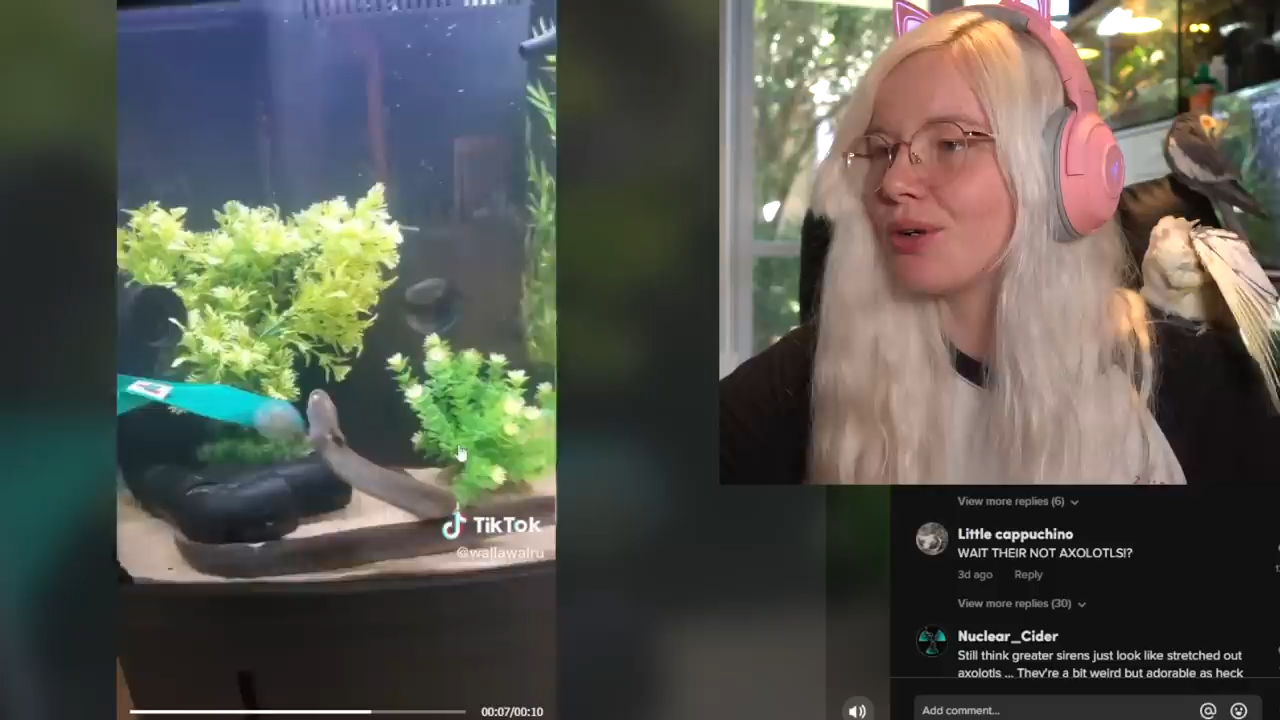 TikTok
@wallawalru
00:07/00:10
View more replies (6)
Little cappuchino
WAIT THEIR NOT AXOLOTLS!?
3d ago Reply
View more replies (30)
Nuclear_Cider
Still think greater sirens just look like stretched out
axolotls ... They're a bit weird but adorable as heck
Add comment...